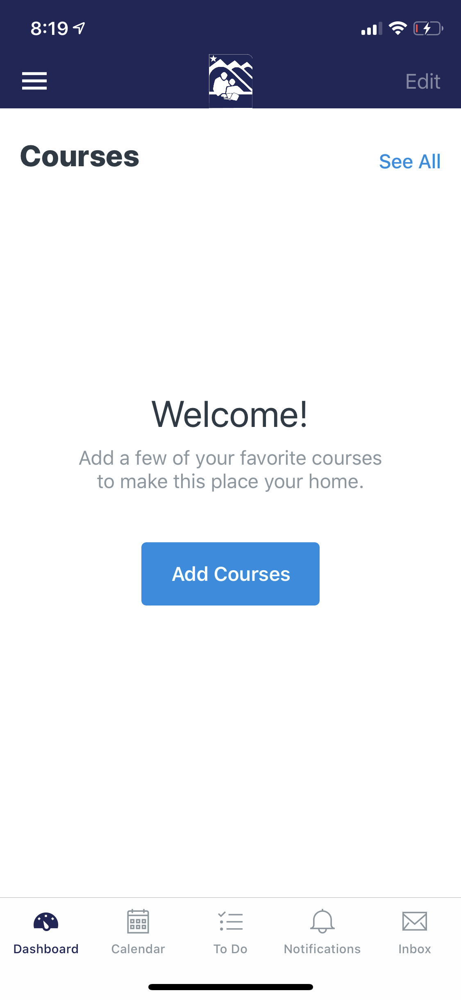 8:19
Edit
Courses
See All
Welcome!
Add a few of your favorite courses
to make this place your home.
Add Courses
Dashboard
Calendar
To Do
Notifications
Inbox